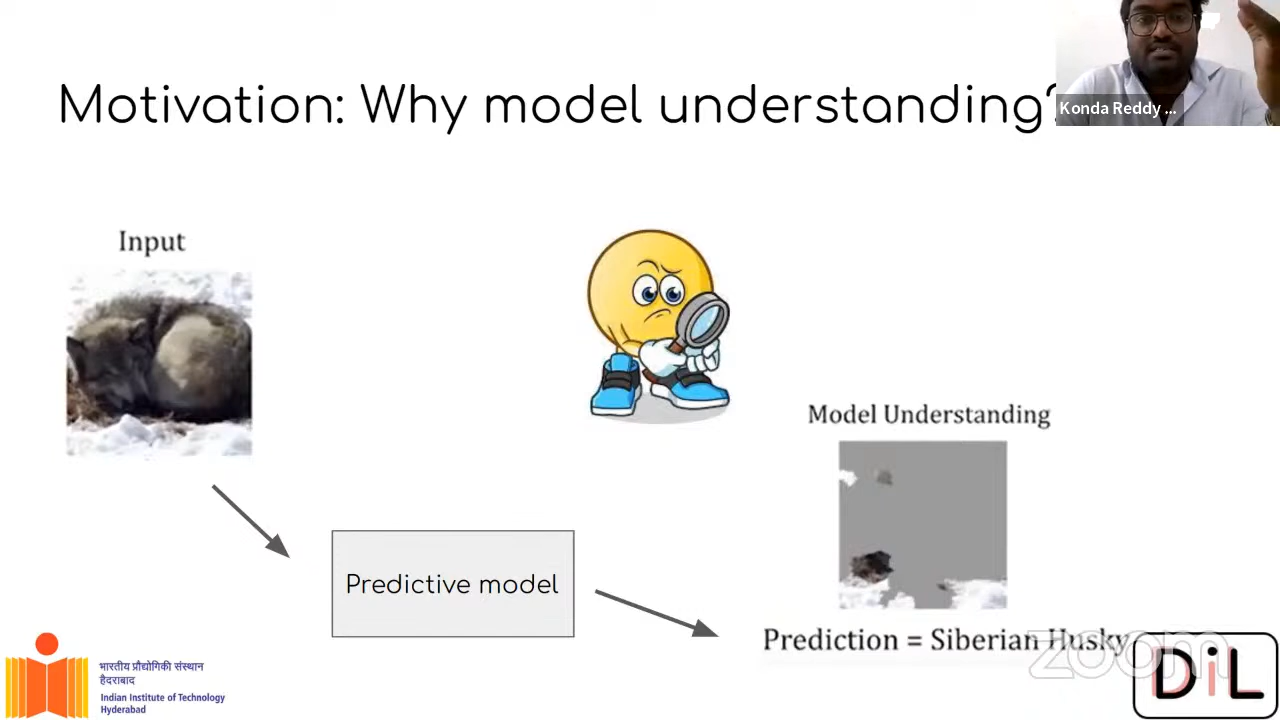 Motivation: Why model understanding?
Konda Reddy ...
Input
Model Understanding
Predictive model
Prediction = Siberian Husky
zoom
DiL
भारतीय प्रौद्योगिकी संस्थान
हैदराबाद
Indian Institute of Technology
Hyderabad